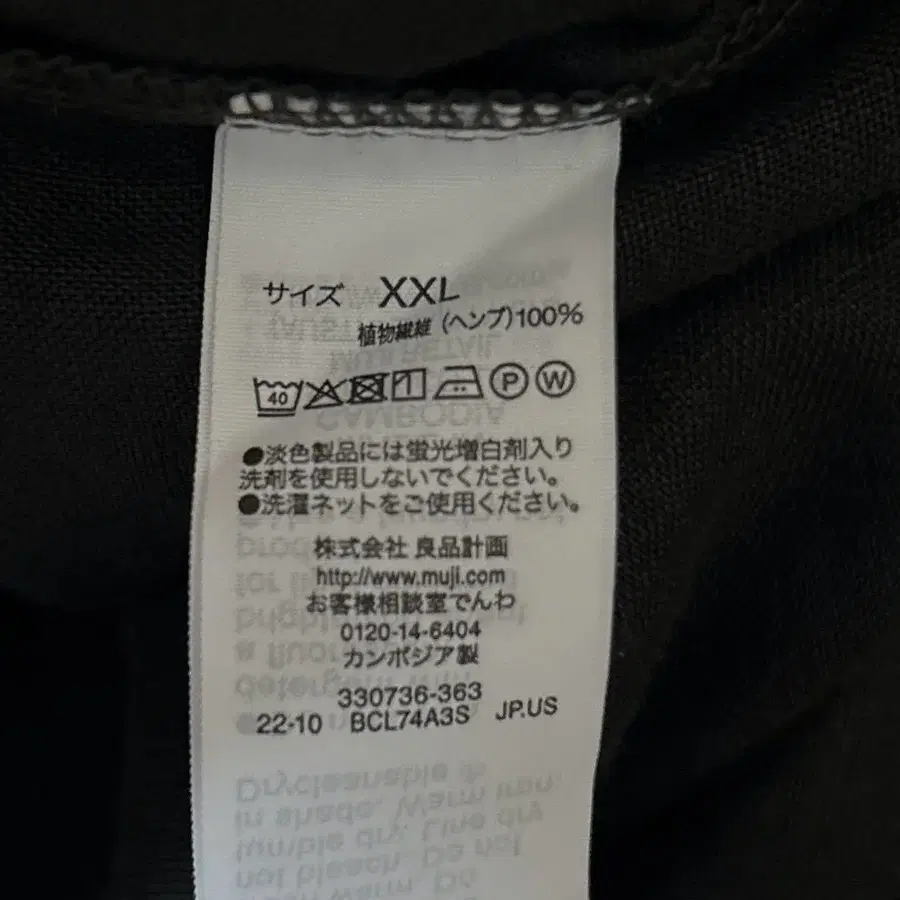 サイズ XXL
植物繊維 (ヘンプ)100%
40 P W
●淡色製品には蛍光増白剤入り
洗剤を使用しないでください。
●洗濯ネットをご使用ください。
株式会社 良品計画
http://www.muji.com
お客様相談室でんわ
0120-14-6404
カンボジア製
330736-363
22-10 BCL74A3S JP.US